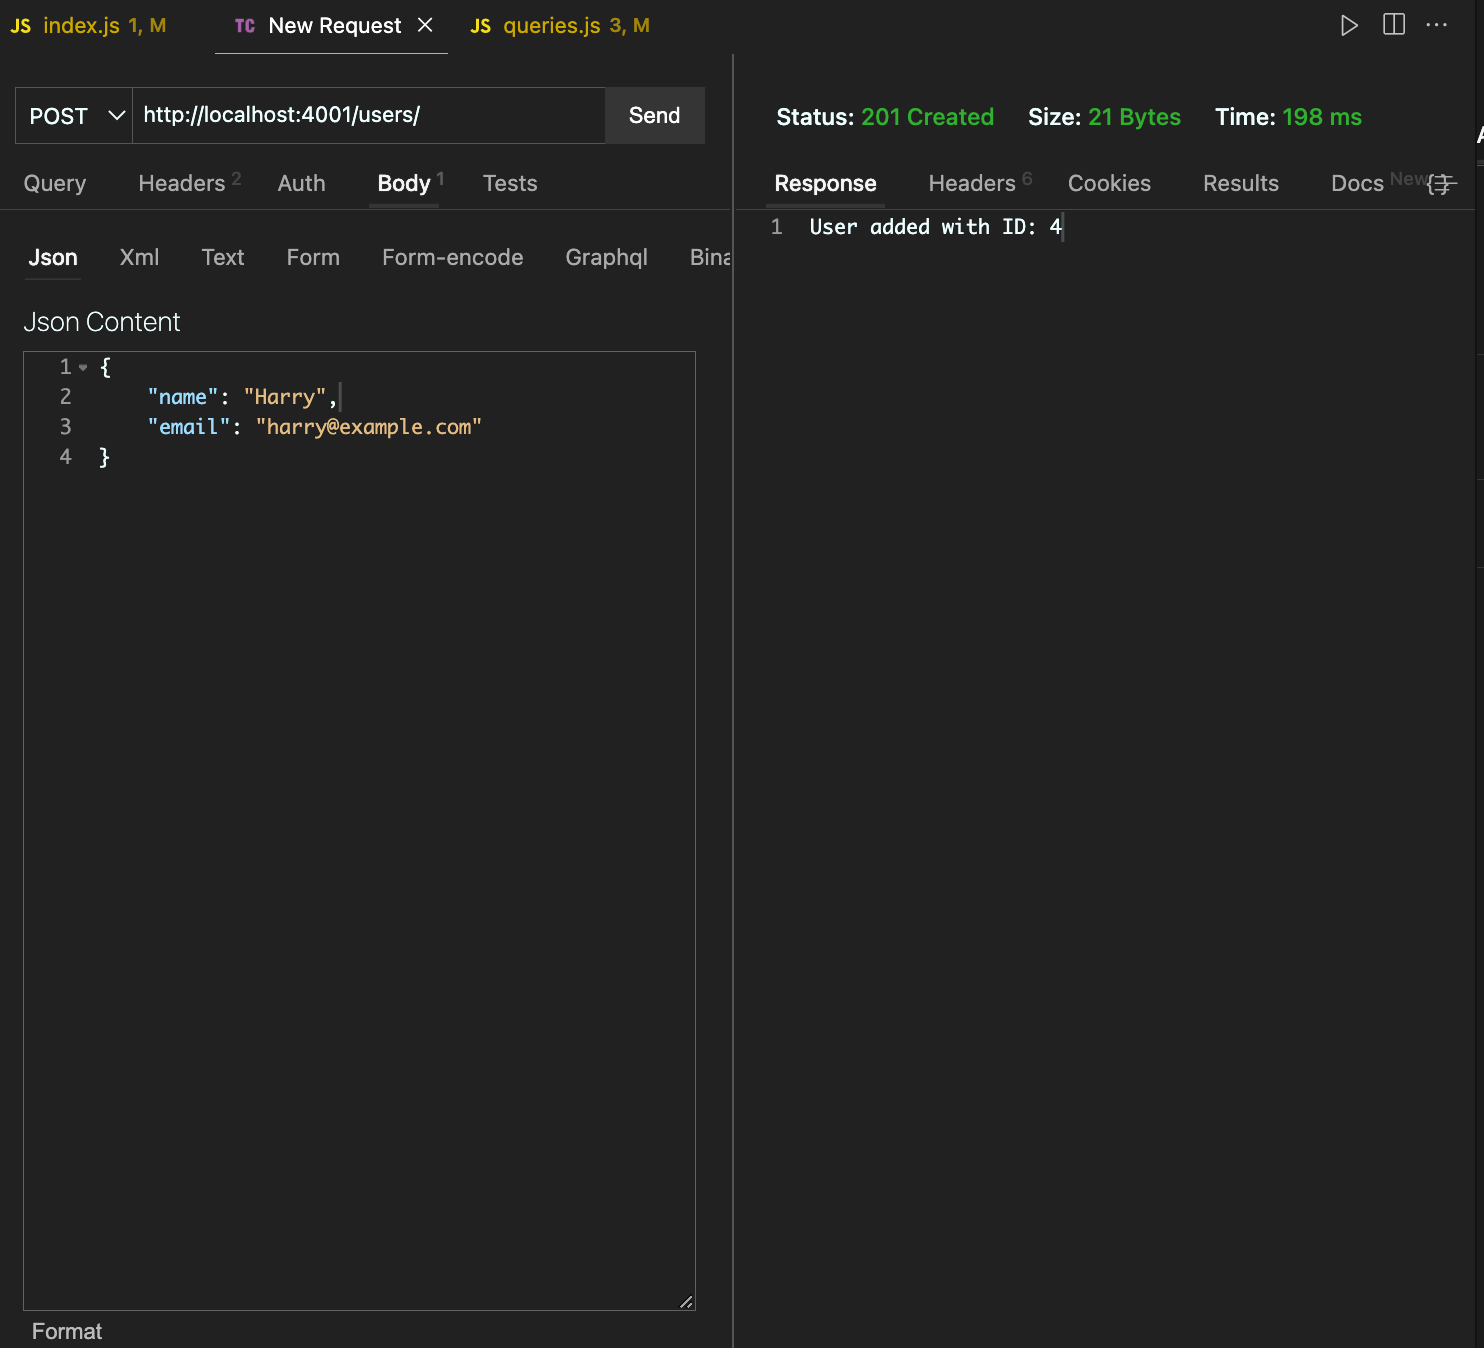 JS index.js 1, M TC New Request JS queries.js 3, M
POST http://localhost:4001/users/ Send
Query Headers 2 Auth Body 1 Tests
Json Xml Text Form Form-encode Graphql Bina
Json Content
1 {
2 "name": "Harry",
3 "email": "harry@example.com"
4 }
Format
Status: 201 Created Size: 21 Bytes Time: 198 ms
Response Headers 6 Cookies Results Docs New {}
1 User added with ID: 4